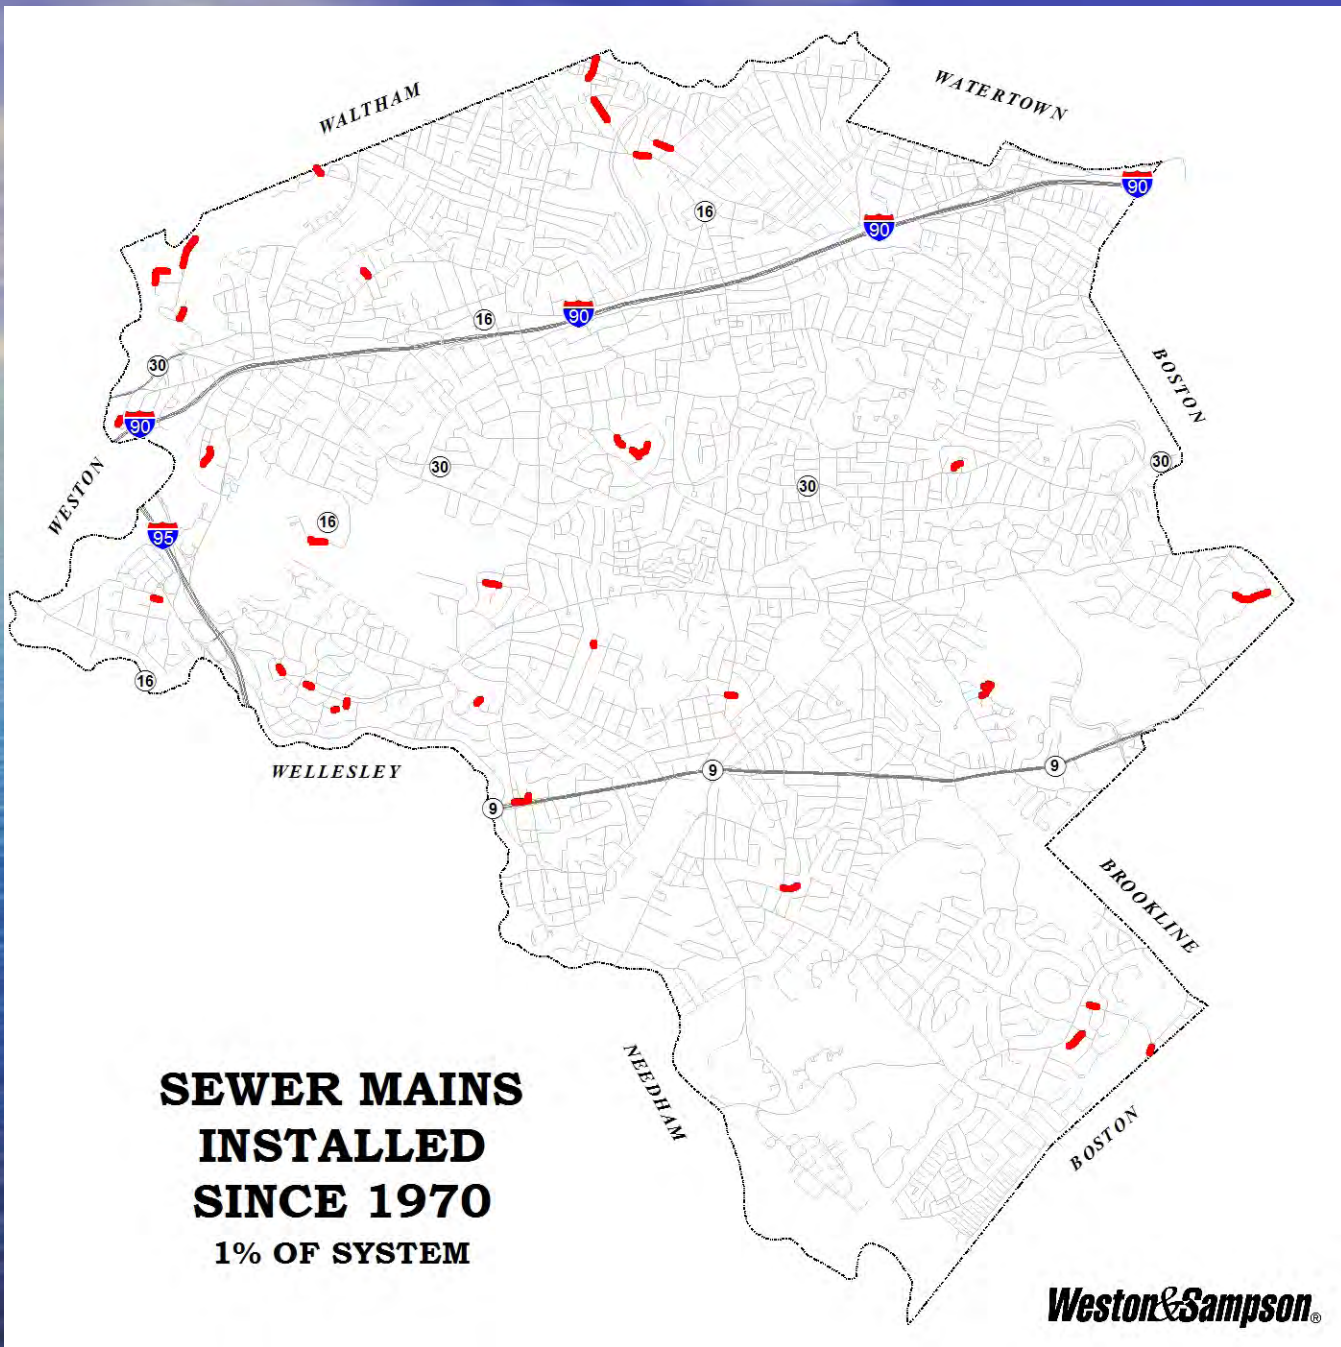 WALTHAM
WATERTOWN
90
16
90
16
90
30
BOSTON
90
WESTON
30
30
30
16
95
16
WELLESLEY
9
9
9
BROOKLINE
NEEDHAM
BOSTON
SEWER MAINS
INSTALLED
SINCE 1970
1% OF SYSTEM
Weston&Sampson®